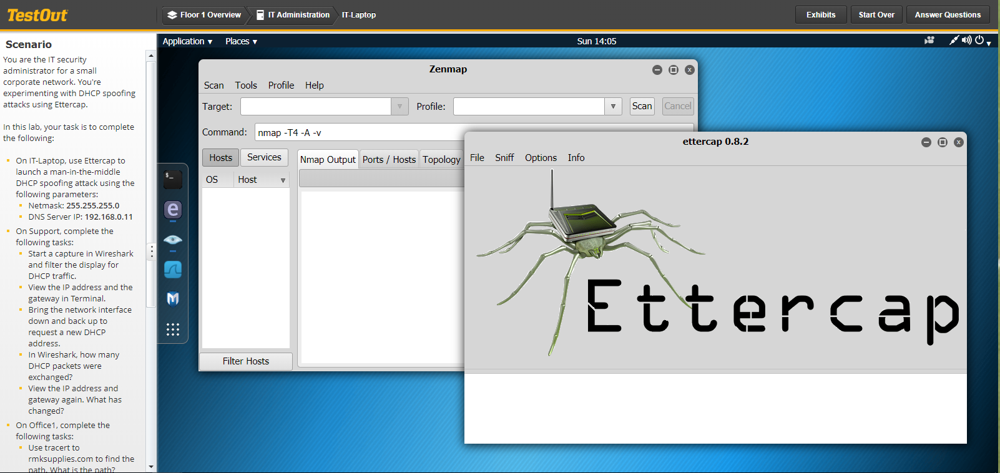 TestOut
Floor 1 Overview
IT Administration
IT-Laptop
Exhibits
Start Over
Answer Questions
Scenario
You are the IT security
administrator for a small
corporate network. You're
experimenting with DHCP spoofing
attacks using Ettercap.
In this lab, your task is to complete
the following:
On IT-Laptop, use Ettercap to
launch a man-in-the-middle
DHCP spoofing attack using the
following parameters:
Netmask: 255.255.255.0
DNS Server IP: 192.168.0.11
On Support, complete the
following tasks:
Start a capture in Wireshark
and filter the display for
DHCP traffic.
View the IP address and the
gateway in Terminal.
Bring the network interface
down and back up to
request a new DHCP
address.
In Wireshark, how many
DHCP packets were
exchanged?
View the IP address and
gateway again. What has
changed?
On Office1, complete the
following tasks:
Use tracert to
rmksupplies.com to find the
path. What is the path?
Application
Places
Sun 14:05
$_
e
Zenmap
Scan
Tools
Profile
Help
Target:
Profile:
Scan
Cancel
Command:
nmap -T4 -A -v
Hosts
Services
Nmap Output
Ports / Hosts
Topology
OS
Host
Filter Hosts
ettercap 0.8.2
File
Sniff
Options
Info
Ettercap